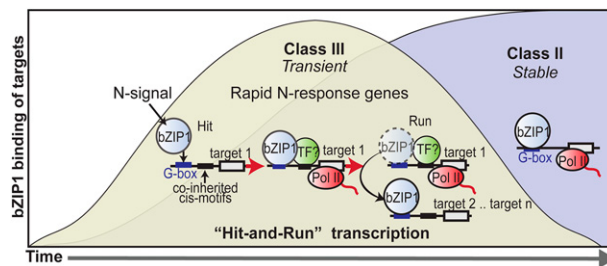 bZIP1 binding of targets
Class III
Transient
Rapid N-response genes
Class II
Stable
N-signal
Hit
bZIP1
G-box
target 1
co-inherited
cis-motifs
bZIP1
TF?
target 1
Pol II
Run
bZIP1
TF?
target 1
Pol II
bZIP1
target 2 .. target n
bZIP1
G-box
Pol II
“Hit-and-Run” transcription
Time